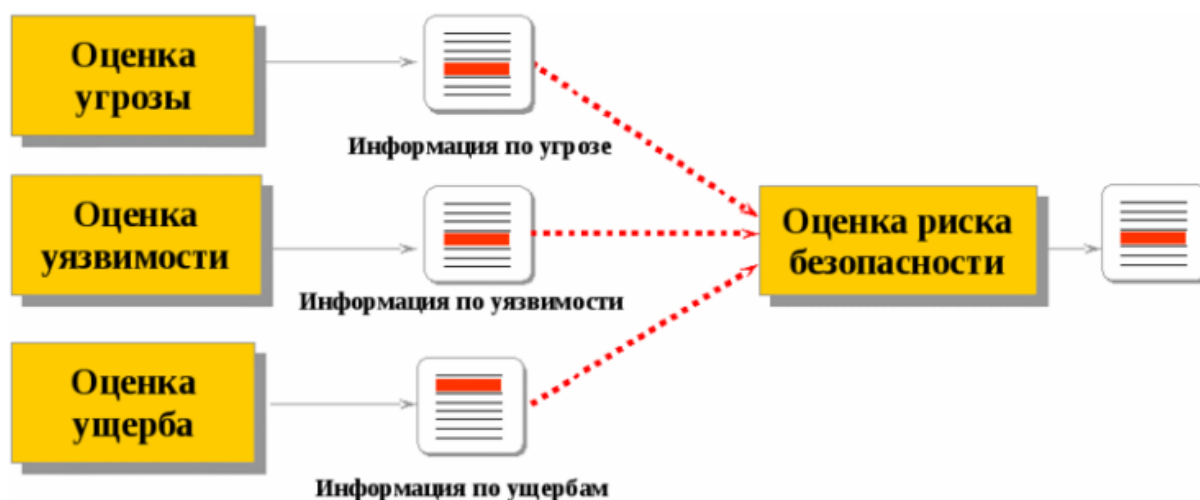 Оценка
угрозы
Информация по угрозе
Оценка
уязвимости
Информация по уязвимости
Оценка
ущерба
Информация по ущербам
Оценка риска
безопасности